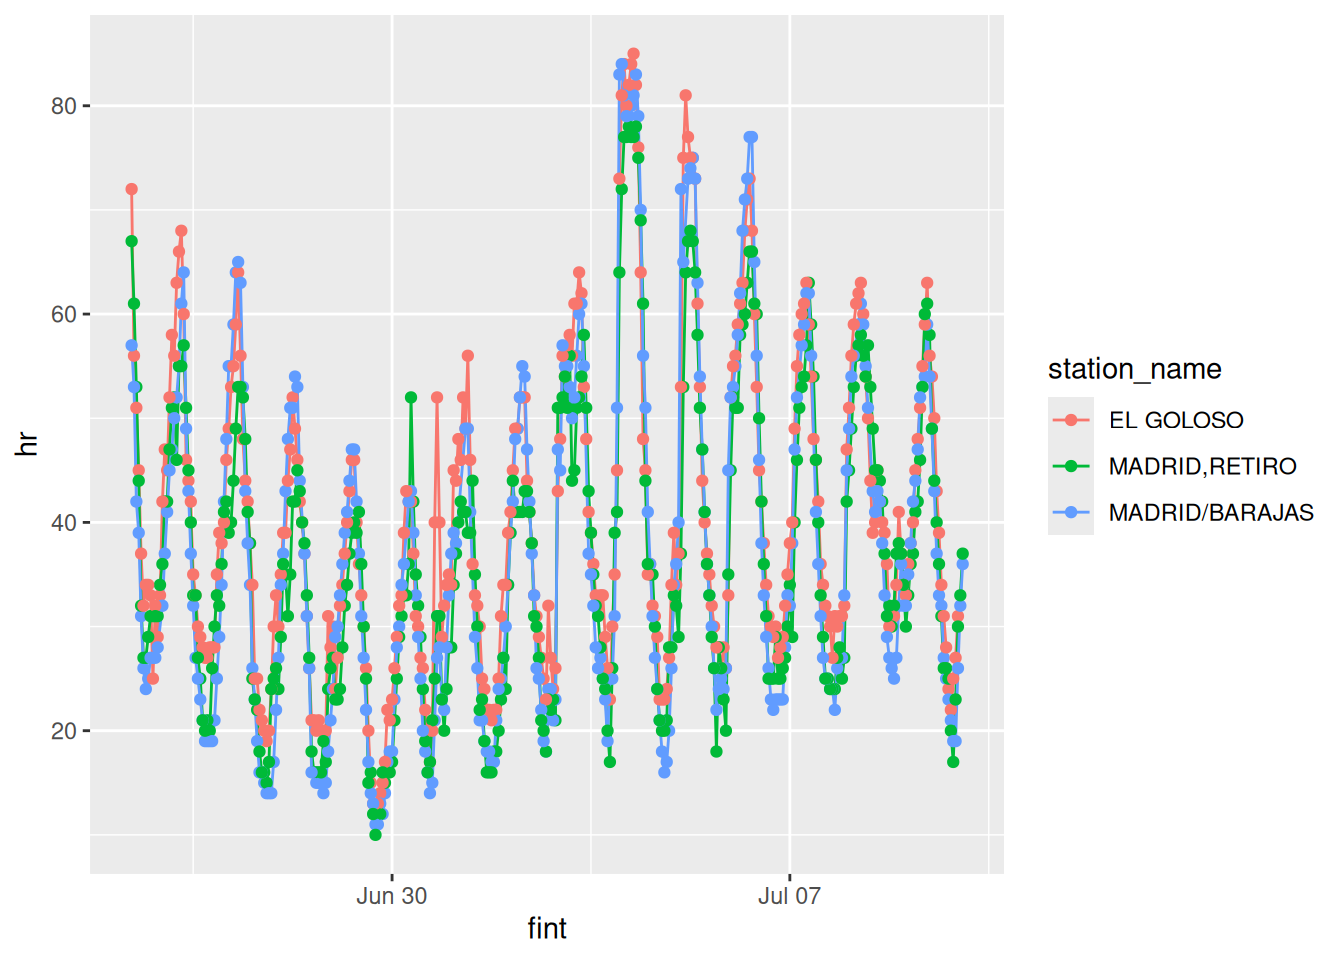 80
60
40
20
hr
Jun 30
Jul 07
fint
station_name
EL GOLOSO
MADRID,RETIRO
MADRID/BARAJAS